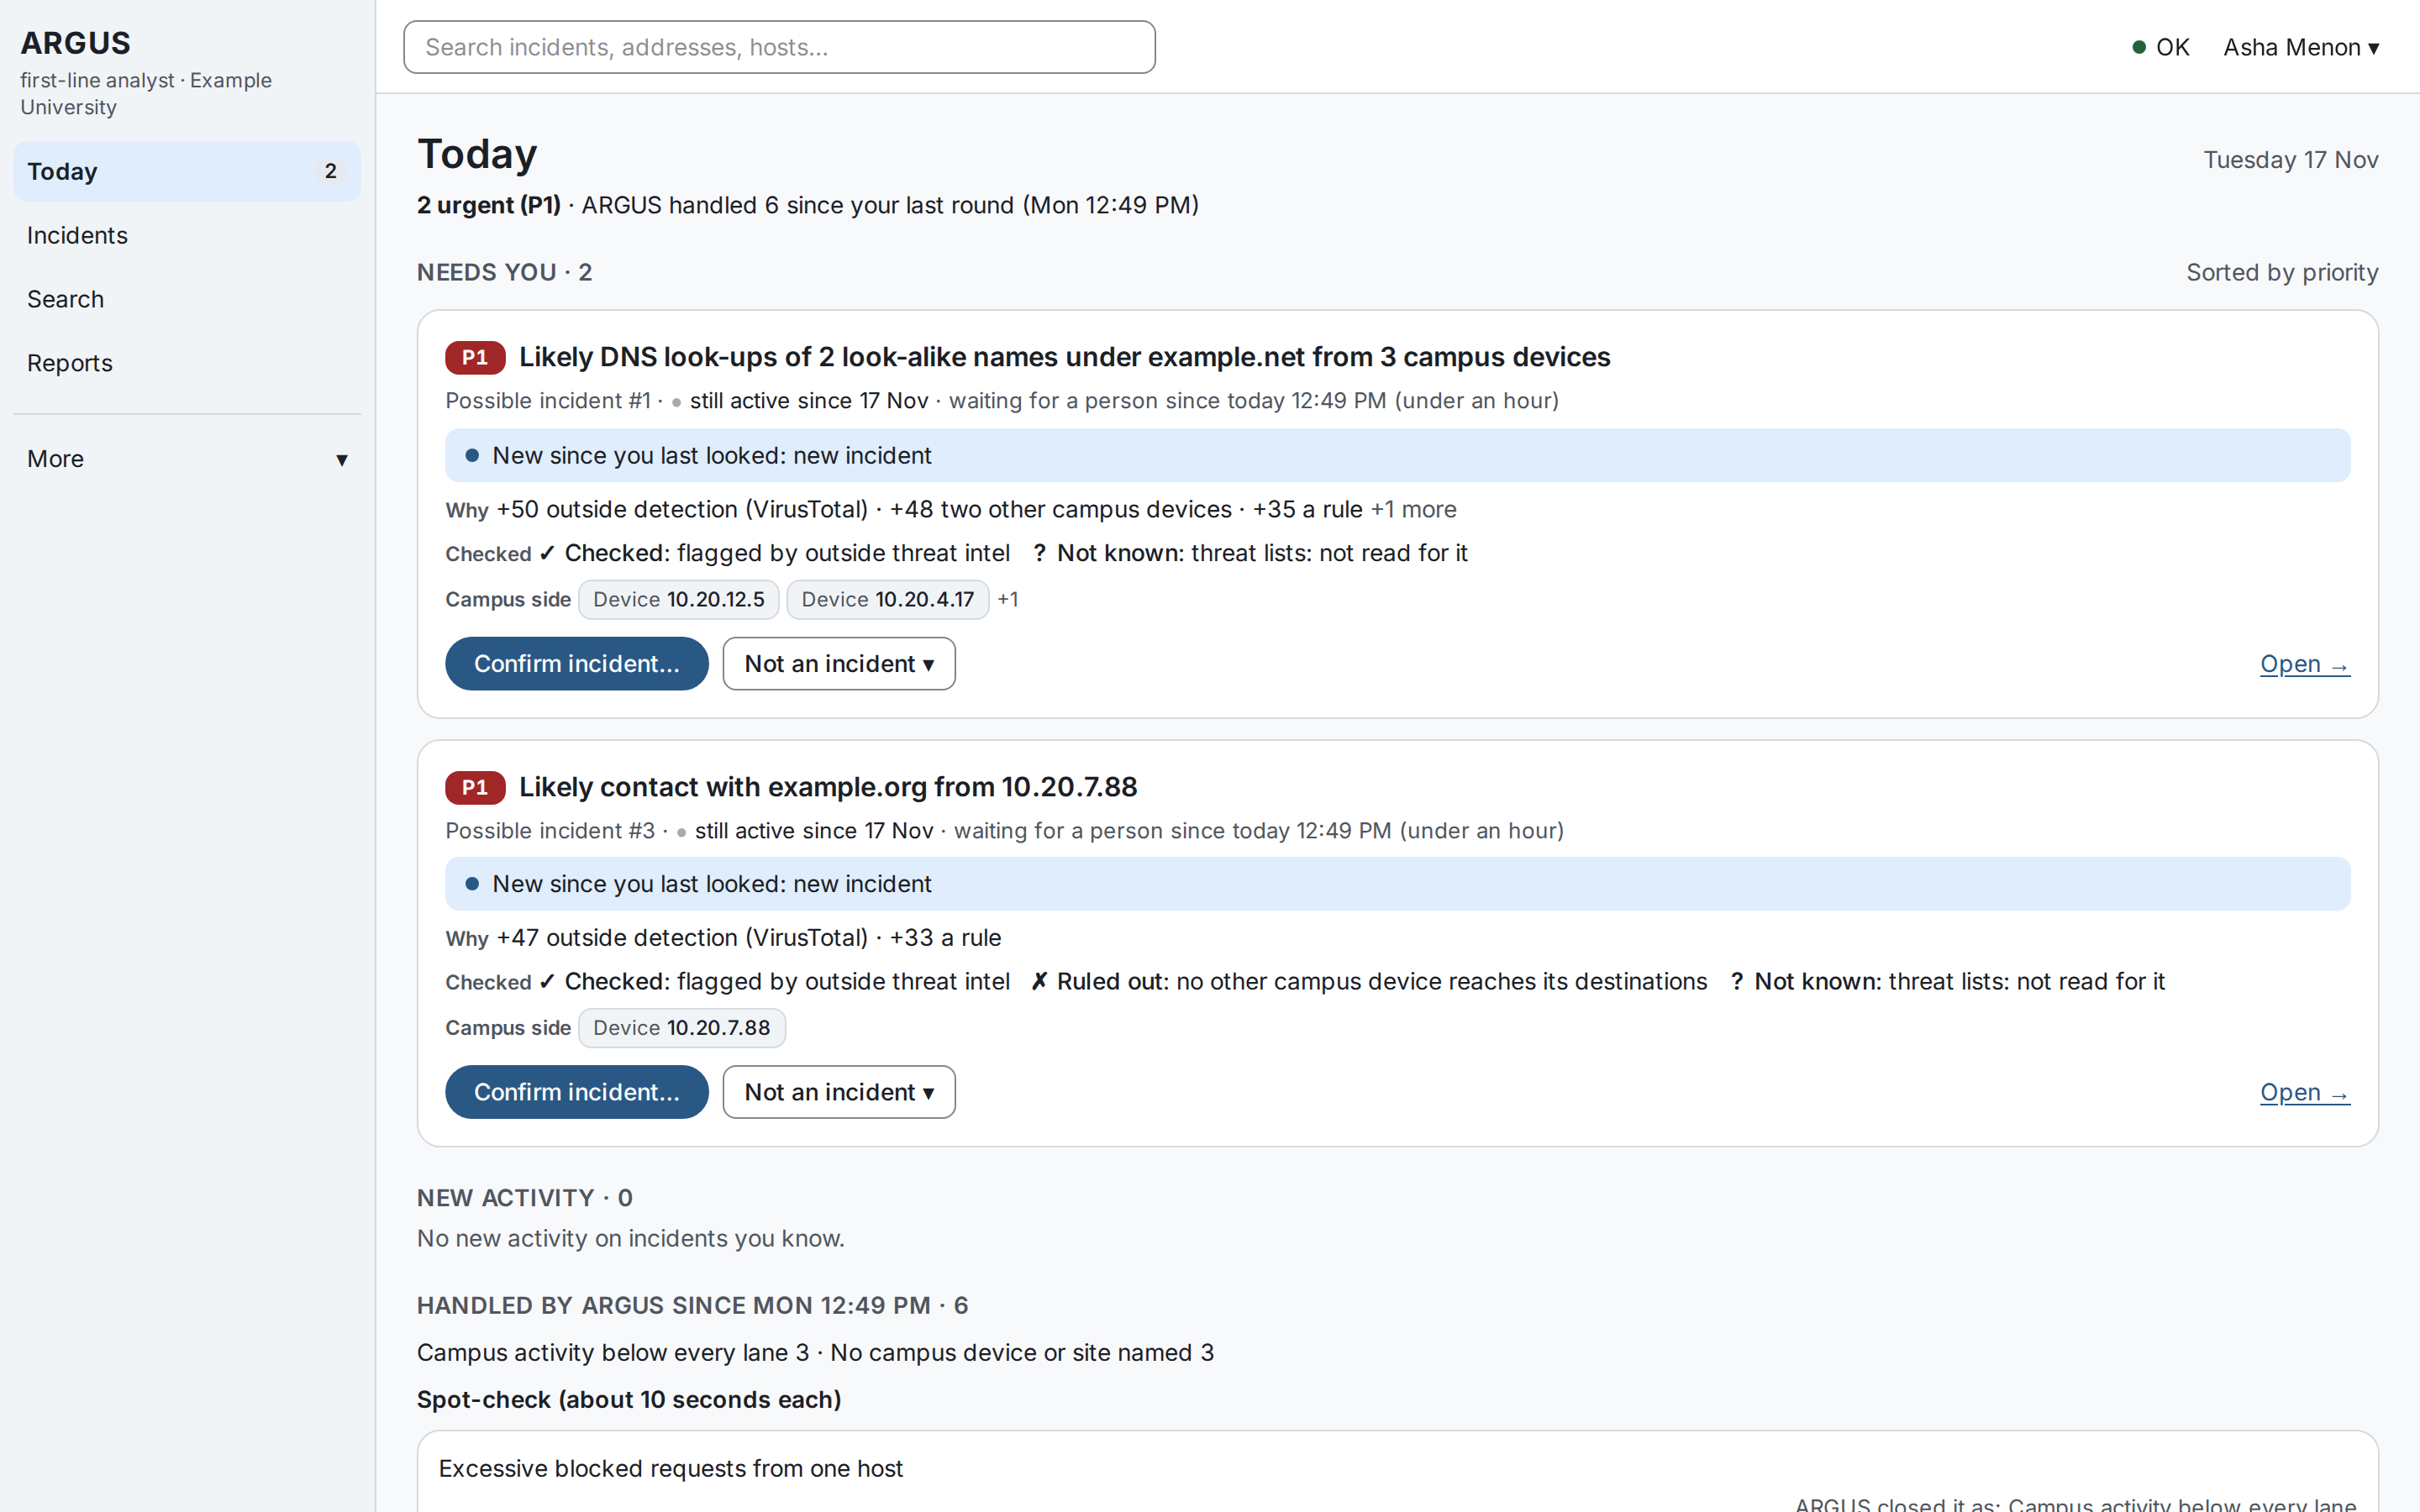 ARGUS
first-line analyst · Example
University
Today 2
Incidents
Search
Reports
More ▾
Search incidents, addresses, hosts...
OK Asha Menon ▾
Today
Tuesday 17 Nov
2 urgent (P1) · ARGUS handled 6 since your last round (Mon 12:49 PM)
NEEDS YOU · 2
Sorted by priority
P1 Likely DNS look-ups of 2 look-alike names under example.net from 3 campus devices
Possible incident #1 · ● still active since 17 Nov · waiting for a person since today 12:49 PM (under an hour)
● New since you last looked: new incident
Why +50 outside detection (VirusTotal) · +48 two other campus devices · +35 a rule +1 more
Checked ✓ Checked: flagged by outside threat intel ? Not known: threat lists: not read for it
Campus side Device 10.20.12.5 Device 10.20.4.17 +1
Confirm incident... Not an incident ▾ Open →
P1 Likely contact with example.org from 10.20.7.88
Possible incident #3 · ● still active since 17 Nov · waiting for a person since today 12:49 PM (under an hour)
● New since you last looked: new incident
Why +47 outside detection (VirusTotal) · +33 a rule
Checked ✓ Checked: flagged by outside threat intel ✗ Ruled out: no other campus device reaches its destinations ? Not known: threat lists: not read for it
Campus side Device 10.20.7.88
Confirm incident... Not an incident ▾ Open →
NEW ACTIVITY · 0
No new activity on incidents you know.
HANDLED BY ARGUS SINCE MON 12:49 PM · 6
Campus activity below every lane 3 · No campus device or site named 3
Spot-check (about 10 seconds each)
Excessive blocked requests from one host
ARGUS closed it as: Campus activity below every lane